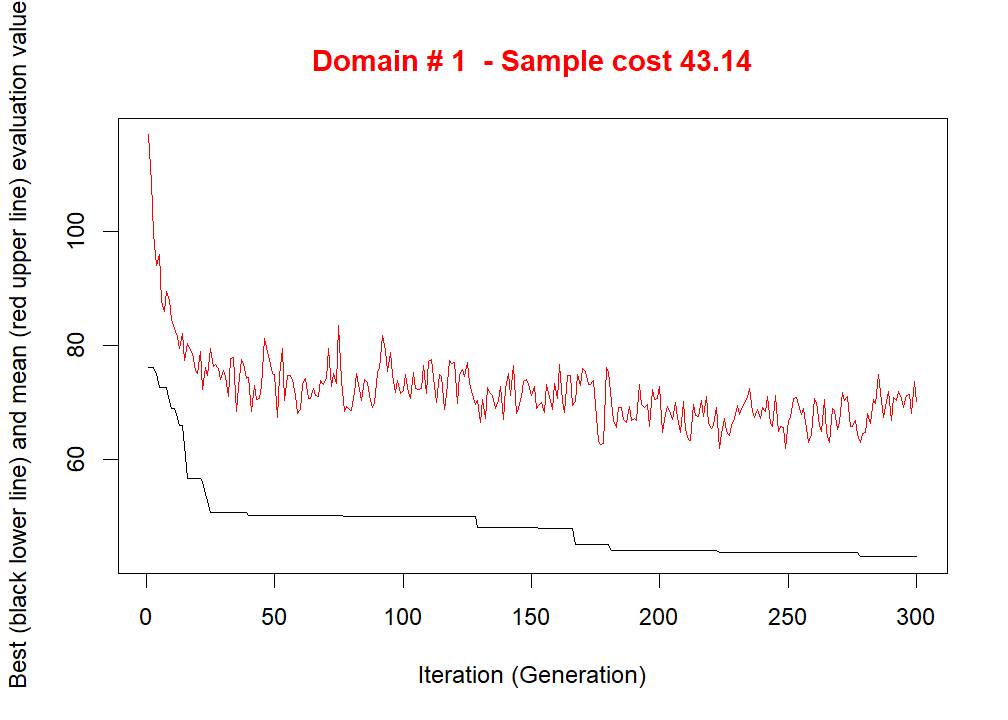 Domain # 1  - Sample cost 43.14
Best (black lower line) and mean (red upper line) evaluation value
100
80
60
0 50 100 150 200 250 300
Iteration (Generation)